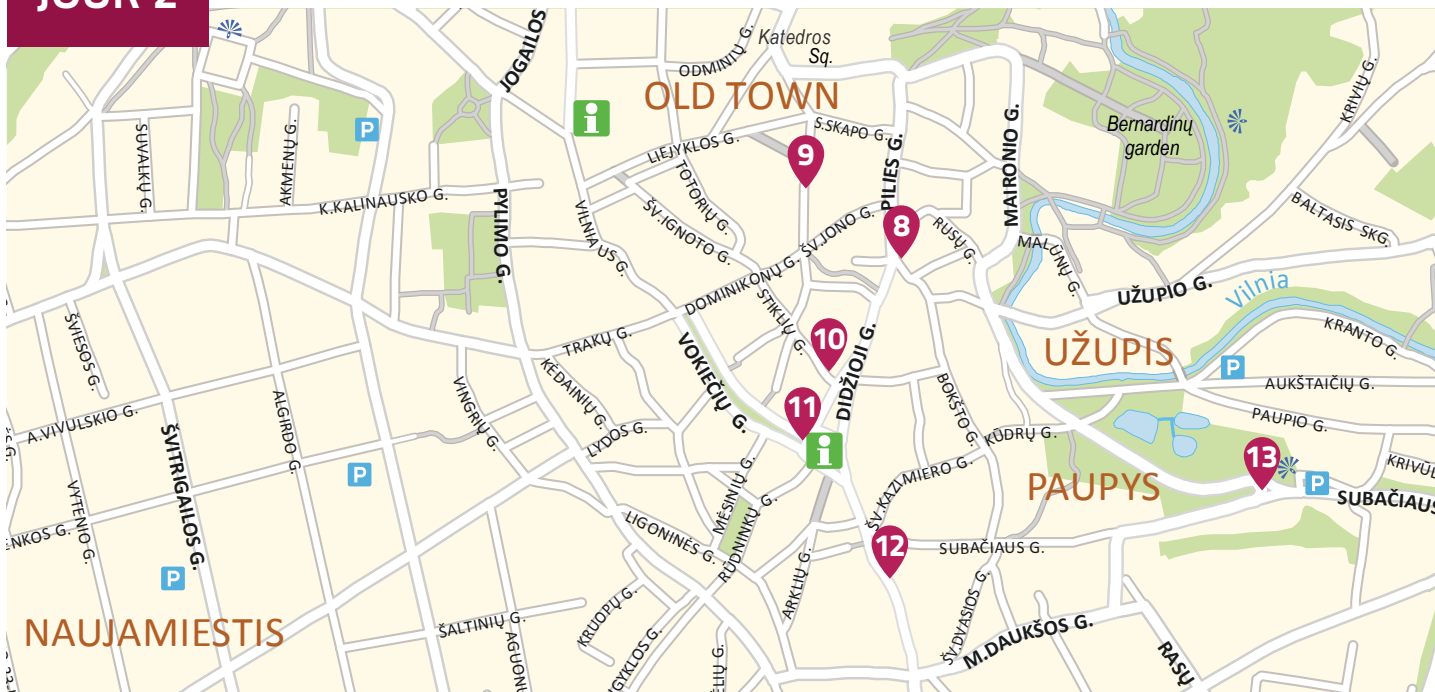 JOUR 2
JOGAILOS
ODMINIŲ G.
Katedros
Sq.
OLD TOWN
S.SKAPO G.
LIEJYKLOS G.
PILIES G.
MAIRONIO G.
Bernardinų
garden
KRIVIŲ G.
SUVALKŲ G.
AKMENŲ G.
P
i
9
K.KALINAUSKO G.
PYLIMO G.
TOTORIŲ G.
ŠV.IGNOTO G.
VILNIAUS G.
DOMINIKONŲ G.
ŠV.JONO G.
8
RUSŲ G.
MALŪNŲ G.
BALTASIS SKG.
UŽUPIO G.
Vilnia
STIKLIŲ G.
TRAKŲ G.
VOKIEČIŲ G.
10
DIDŽIOJI G.
UŽUPIS
KRANTO G.
P
AUKŠTAIČIŲ G.
PAUPIO G.
ŠVIESOS G.
A.VIVULSKIO G.
ALGIRDO G.
VINGRIŲ G.
KĖDAINIŲ G.
LYDOS G.
11
i
BOKŠTO G.
KŪDRŲ G.
ŠV.KAZIMIERO G.
PAUPYS
13
P
SUBAČIAUS
ŠVITRIGAILOS G.
P
VYTENIO G.
ENKOS G.
MĖSINIŲ G.
RŪDNINKŲ G.
LIGONINĖS G.
12
SUBAČIAUS G.
ARKLIŲ G.
ŠV.DVASIOS G.
P
NAUJAMIESTIS
ŠALTINIŲ G.
KRUOPŲ G.
M.DAUKŠOS G.
RASŲ